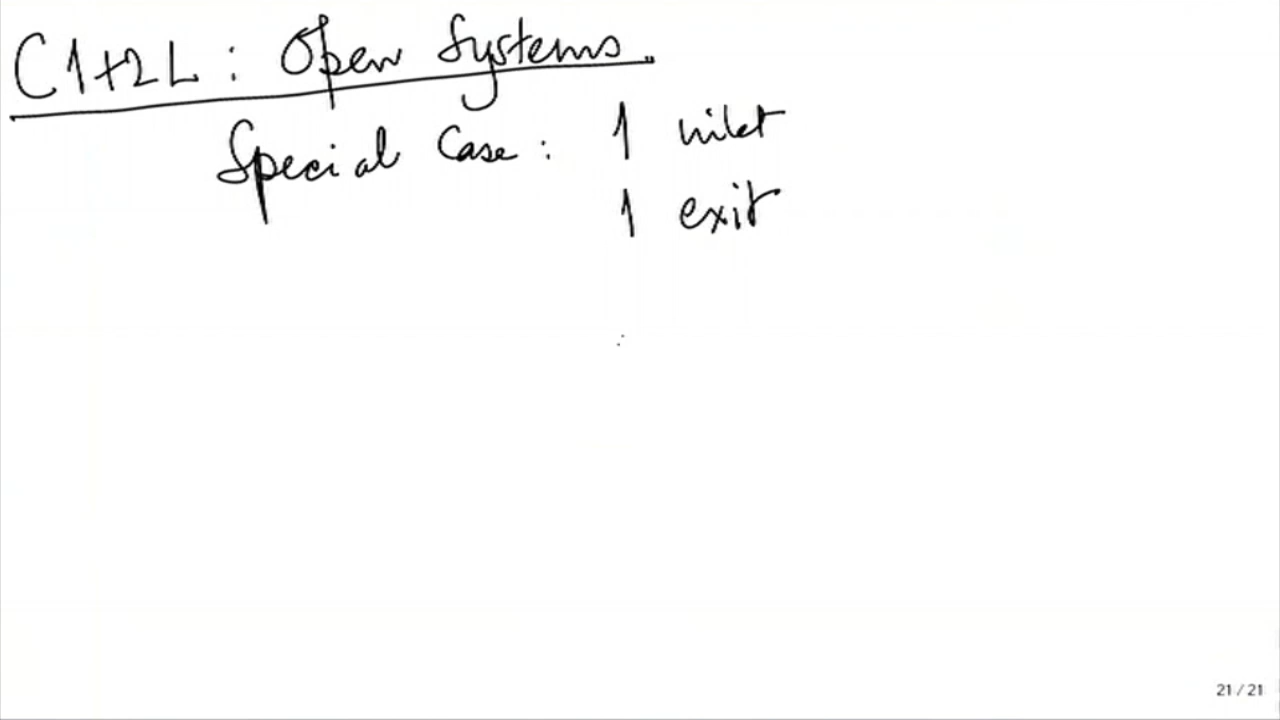 C1+2L : Open Systems.
Special Case : 1 inlet
1 exit
21 / 21